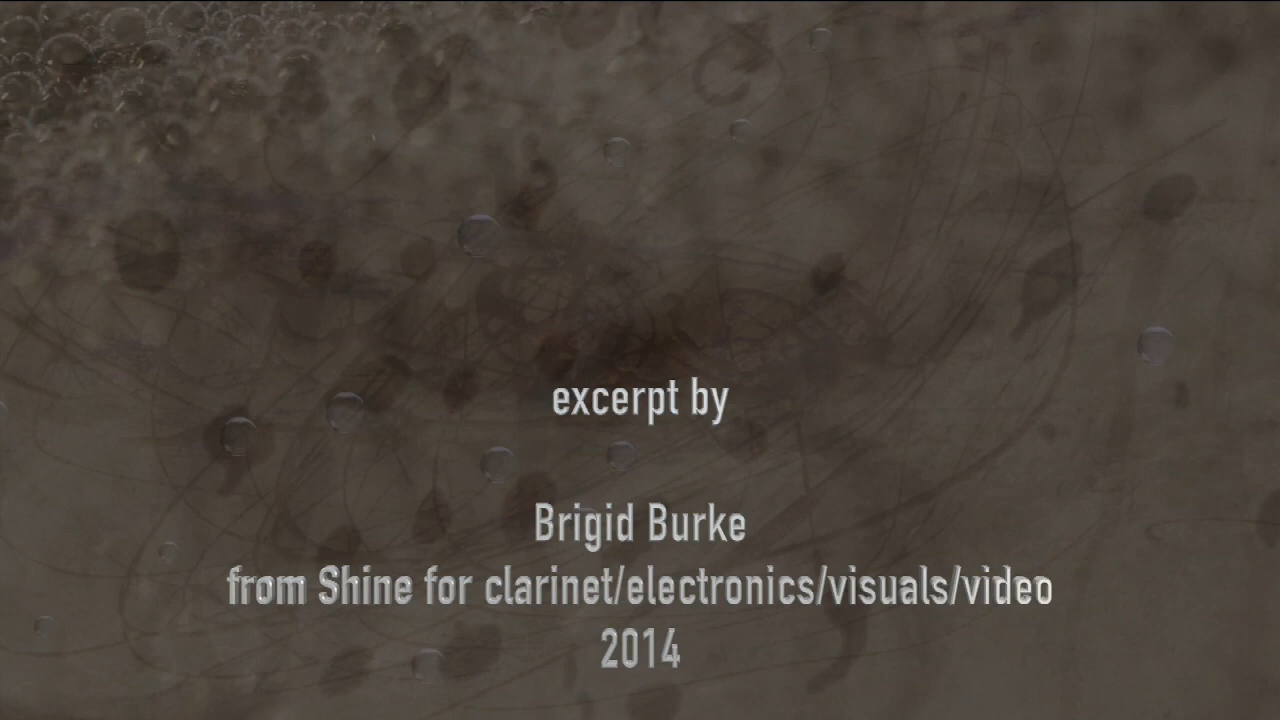 excerpt by
Brigid Burke
from Shine for clarinet/electronics/visuals/video
2014